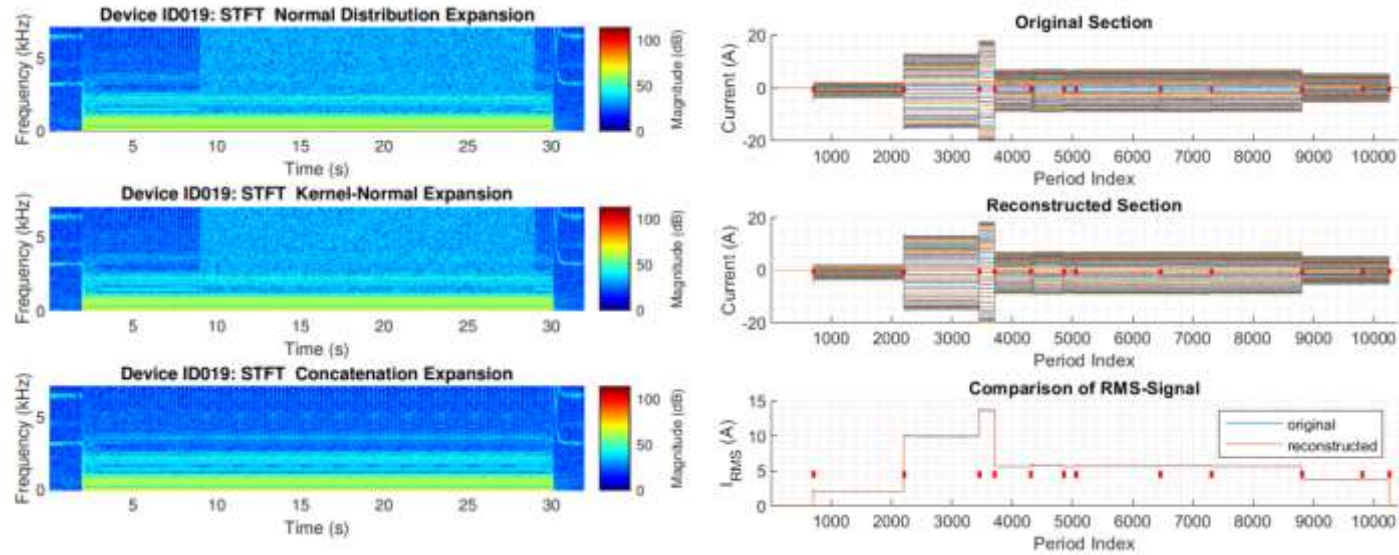 Device ID019: STFT Normal Distribution Expansion
Frequency (kHz)
5
0
5 10 15 20 25 30
Time (s)
100
50
0
Magnitude (dB)
Device ID019: STFT Kernel-Normal Expansion
Frequency (kHz)
5
0
5 10 15 20 25 30
Time (s)
100
50
0
Magnitude (dB)
Device ID019: STFT Concatenation Expansion
Frequency (kHz)
5
0
5 10 15 20 25 30
Time (s)
100
50
0
Magnitude (dB)
Original Section
Current (A)
20
0
-20
1000 2000 3000 4000 5000 6000 7000 8000 9000 10000
Period Index
Reconstructed Section
Current (A)
20
0
-20
1000 2000 3000 4000 5000 6000 7000 8000 9000 10000
Period Index
Comparison of RMS-Signal
I_RMS (A)
15
10
5
0
original
reconstructed
1000 2000 3000 4000 5000 6000 7000 8000 9000 10000
Period Index